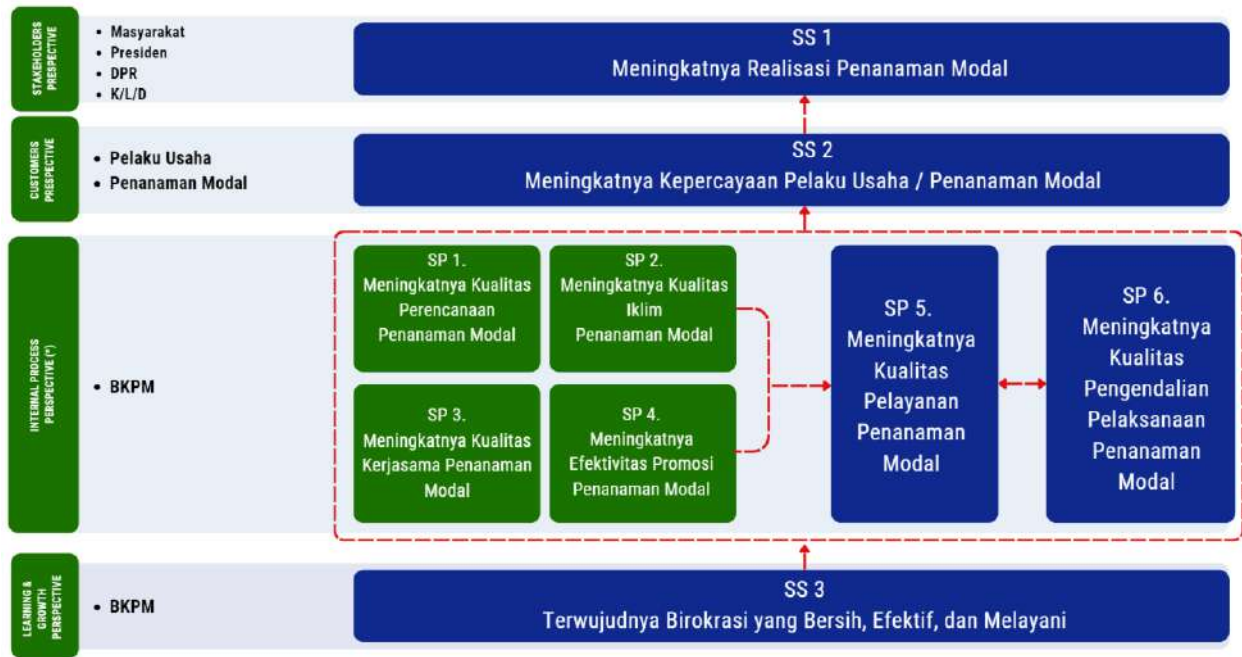 STAKEHOLDERS
PRESPECTIVE
• Masyarakat
• Presiden
• DPR
• K/L/D
SS 1
Meningkatnya Realisasi Penanaman Modal
CUSTOMERS
PRESPECTIVE
• Pelaku Usaha
• Penanaman Modal
SS 2
Meningkatnya Kepercayaan Pelaku Usaha / Penanaman Modal
INTERNAL PROCESS
PERSPECTIVE (*)
• BKPM
SP 1.
Meningkatnya Kualitas
Perencanaan
Penanaman Modal
SP 2.
Meningkatnya Kualitas
Iklim
Penanaman Modal
SP 3.
Meningkatnya Kualitas
Kerjasama Penanaman
Modal
SP 4.
Meningkatnya
Efektivitas Promosi
Penanaman Modal
SP 5.
Meningkatnya
Kualitas
Pelayanan
Penanaman
Modal
SP 6.
Meningkatnya
Kualitas
Pengendalian
Pelaksanaan
Penanaman
Modal
LEARNING &
GROWTH
PERSPECTIVE
• BKPM
SS 3
Terwujudnya Birokrasi yang Bersih, Efektif, dan Melayani